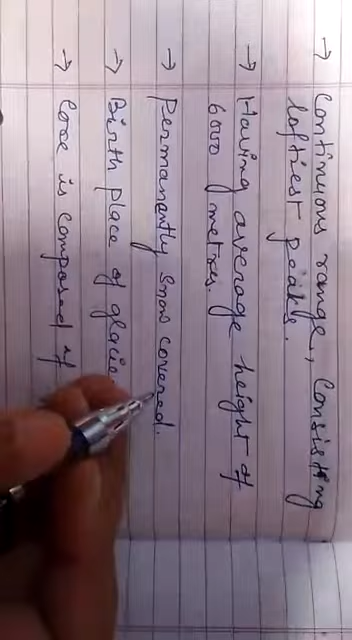 → Continuous range, Consisting
loftiest peaks.
→ Having average height of
6000 metres.
→ Permanently Snow covered.
→ Birth place of
→ Core is composed of